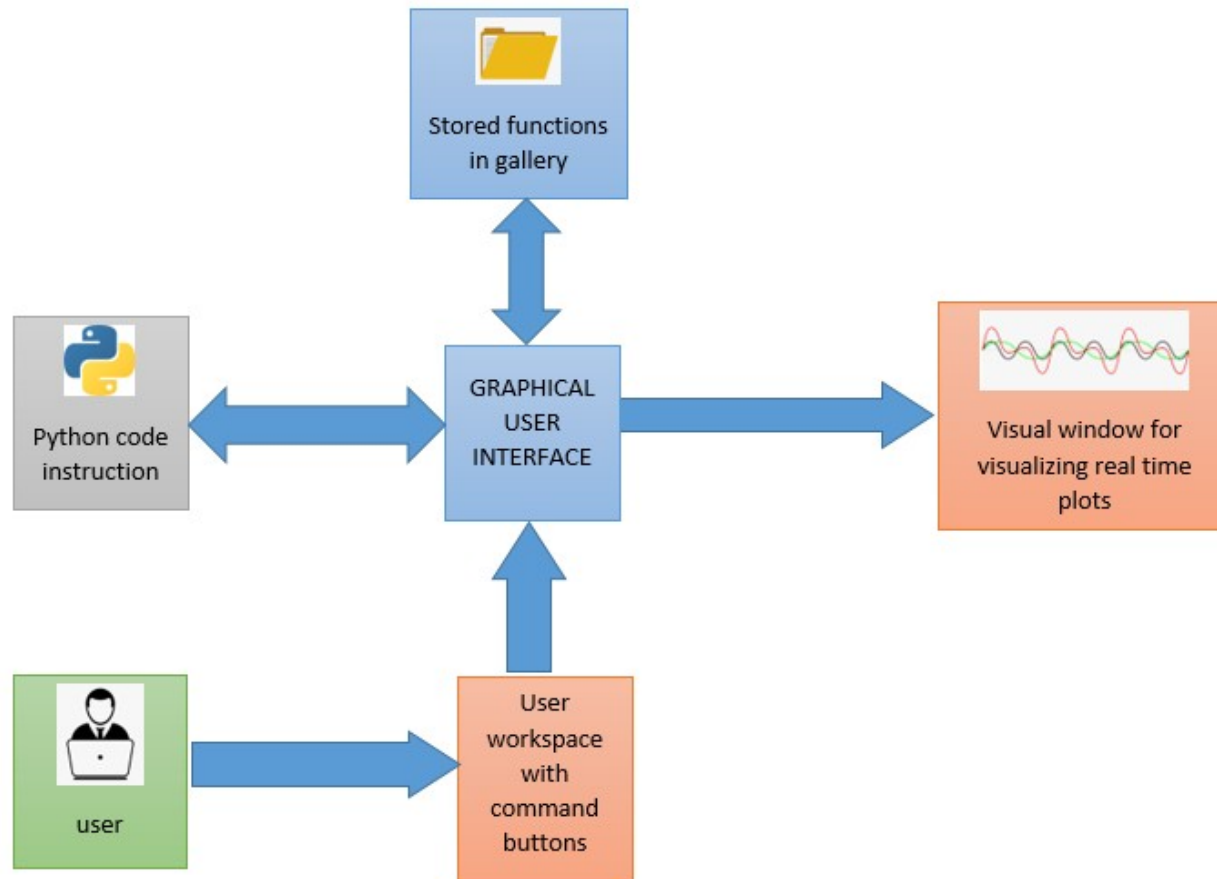 Stored functions
in gallery
Python code
instruction
GRAPHICAL
USER
INTERFACE
Visual window for
visualizing real time
plots
user
User
workspace
with
command
buttons